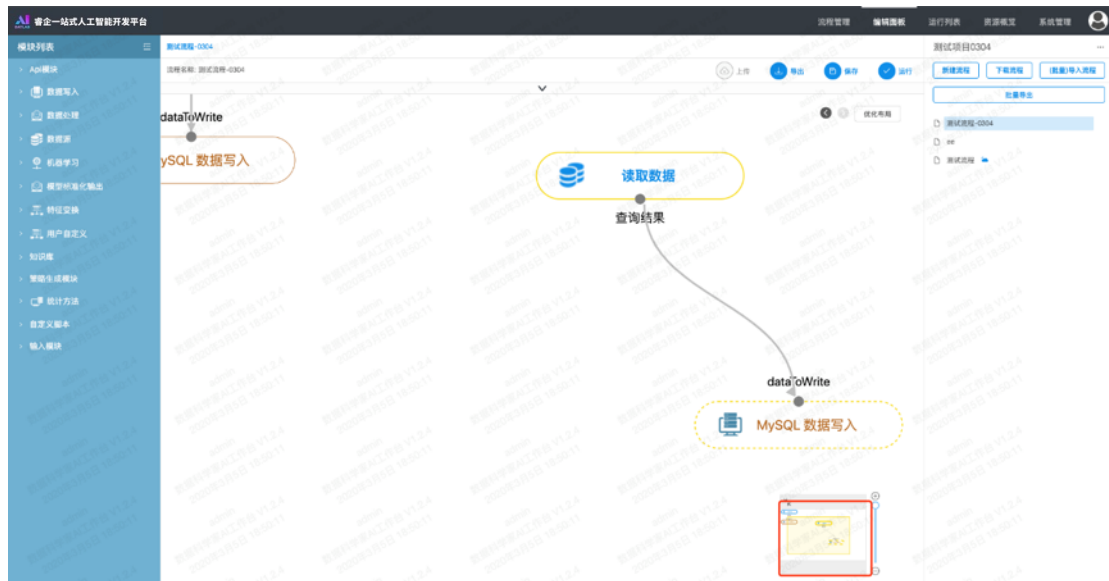 睿企一站式人工智能开发平台
流程管理 编辑面板 运行列表 资源概览 系统管理
模块列表
测试流程-0304
测试项目0304
Api模块
流程名称: 测试流程-0304
上传 导出 保存 运行
新建流程 下载流程 (批量)导入流程
数据写入
批量导出
数据处理
dataToWrite
优化布局
测试流程-0304
数据源
机器学习
MySQL 数据写入
读取数据
测试流程
模型标准化输出
特征变换
查询结果
用户自定义
知识库
策略生成模块
统计方法
自定义脚本
输入模块
dataToWrite
MySQL 数据写入